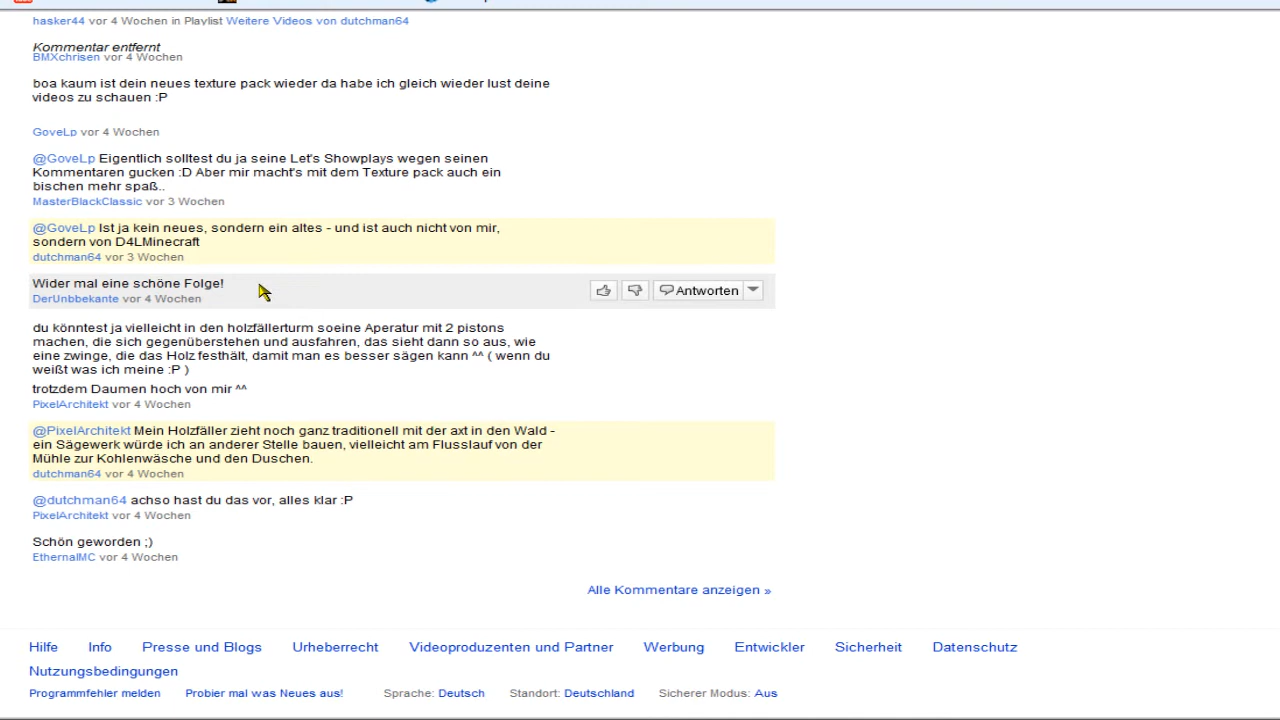 hasker44 vor 4 Wochen in Playlist Weitere Videos von dutchman64
Kommentar entfernt
BMXchrisen vor 4 Wochen
boa kaum ist dein neues texture pack wieder da habe ich gleich wieder lust deine
videos zu schauen :P
GoveLp vor 4 Wochen
@GoveLp Eigentlich solltest du ja seine Let's Showplays wegen seinen
Kommentaren gucken :D Aber mir macht's mit dem Texture pack auch ein
bischen mehr spaß..
MasterBlackClassic vor 3 Wochen
@GoveLp Ist ja kein neues, sondern ein altes - und ist auch nicht von mir,
sondern von D4LMinecraft
dutchman64 vor 3 Wochen
Wider mal eine schöne Folge!
Antworten
DerUnbbekante vor 4 Wochen
du könntest ja vielleicht in den holzfällerturm soeine Aperatur mit 2 pistons
machen, die sich gegenüberstehen und ausfahren, das sieht dann so aus, wie
eine zwinge, die das Holz festhält, damit man es besser sägen kann ^^ ( wenn du
weißt was ich meine :P )
trotzdem Daumen hoch von mir ^^
PixelArchitekt vor 4 Wochen
@PixelArchitekt Mein Holzfäller zieht noch ganz traditionell mit der axt in den Wald -
ein Sägewerk würde ich an anderer Stelle bauen, vielleicht am Flusslauf von der
Mühle zur Kohlenwäsche und den Duschen.
dutchman64 vor 4 Wochen
@dutchman64 achso hast du das vor, alles klar :P
PixelArchitekt vor 4 Wochen
Schön geworden ;)
EthernalMC vor 4 Wochen
Alle Kommentare anzeigen »
Hilfe Info Presse und Blogs Urheberrecht Videoproduzenten und Partner Werbung Entwickler Sicherheit Datenschutz
Nutzungsbedingungen
Programmfehler melden Probier mal was Neues aus! Sprache: Deutsch Standort: Deutschland Sicherer Modus: Aus